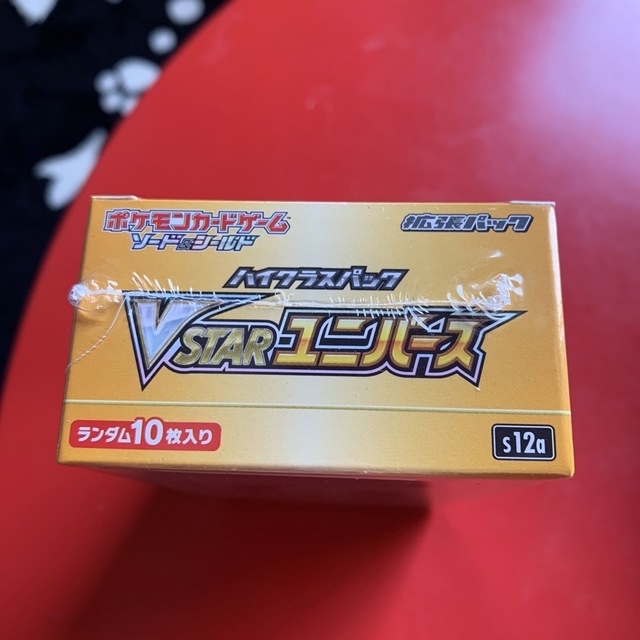 ポケモンカードゲーム
ソード&シールド
拡張パック
ハイクラスパック
VSTARユニバース
ランダム10枚入り
s12a